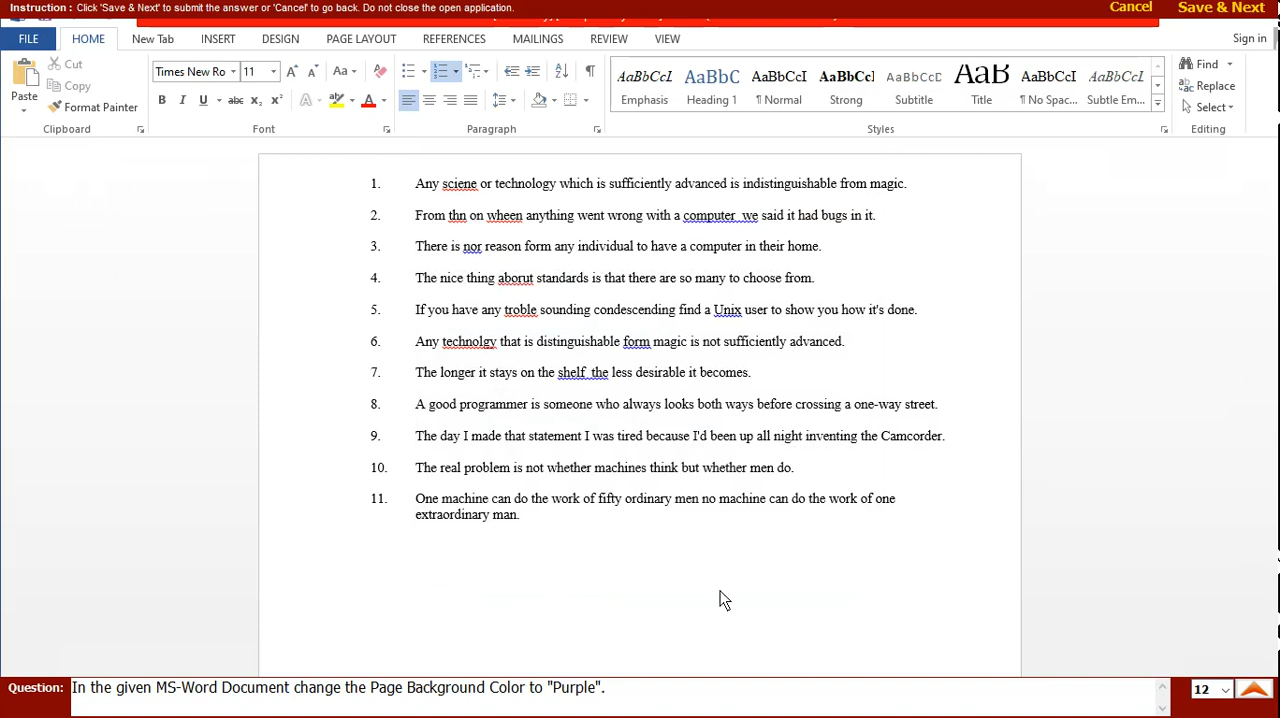 Instruction : Click 'Save & Next' to submit the answer or 'Cancel' to go back. Do not close the open application.
Cancel Save & Next
FILE HOME New Tab INSERT DESIGN PAGE LAYOUT REFERENCES MAILINGS REVIEW VIEW Sign in
Paste
Cut
Copy
Format Painter
Clipboard
Times New Ro 11
Aa
B I U abc x₂ x²
A ab A
Font
Paragraph
AaBbCcL AaBbC AaBbCcI AaBbCcl AaBbCcI AaB AaBbCcI AaBbCcI
Emphasis Heading 1 ¶ Normal Strong Subtitle Title ¶ No Spac... Subtle Em...
Styles
Find
Replace
Select
Editing
1. Any sciene or technology which is sufficiently advanced is indistinguishable from magic.
2. From thn on wheen anything went wrong with a computer  we said it had bugs in it.
3. There is nor reason form any individual to have a computer in their home.
4. The nice thing aborut standards is that there are so many to choose from.
5. If you have any troble sounding condescending find a Unix user to show you how it's done.
6. Any technolgy that is distinguishable form magic is not sufficiently advanced.
7. The longer it stays on the shelf  the less desirable it becomes.
8. A good programmer is someone who always looks both ways before crossing a one-way street.
9. The day I made that statement I was tired because I'd been up all night inventing the Camcorder.
10. The real problem is not whether machines think but whether men do.
11. One machine can do the work of fifty ordinary men no machine can do the work of one
extraordinary man.
Question: In the given MS-Word Document change the Page Background Color to "Purple".
12